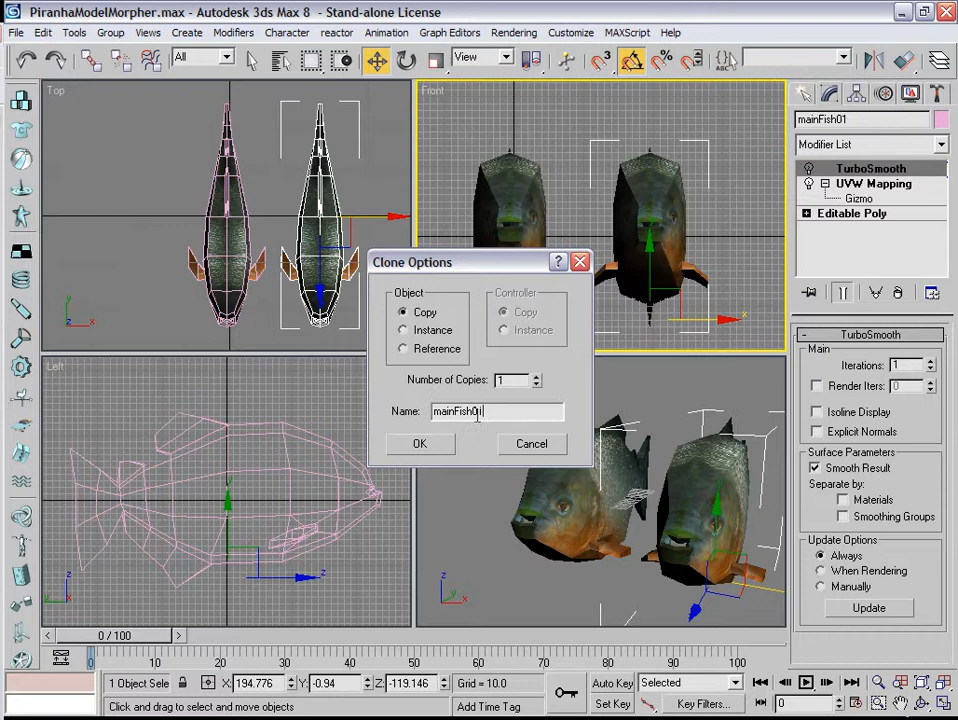 PiranhaModelMorpher.max - Autodesk 3ds Max 8 - Stand-alone License
File Edit Tools Group Views Create Modifiers Character reactor Animation Graph Editors Rendering Customize MAXScript Help
All
View
Top
Front
Left
mainFish01
Modifier List
TurboSmooth
UVW Mapping
Gizmo
Editable Poly
Clone Options
Object
Copy
Instance
Reference
Controller
Copy
Instance
Number of Copies: 1
Name: mainFish01
OK
Cancel
TurboSmooth
Main
Iterations: 1
Render Iters: 0
Isoline Display
Explicit Normals
Surface Parameters
Smooth Result
Separate by:
Materials
Smoothing Groups
Update Options
Always
When Rendering
Manually
Update
0 / 100
0 10 20 30 40 50 60 70 80 90 100
1 Object Sele X: 194.776 Y: -0.94 Z: -119.146 Grid = 10.0 Auto Key Selected
Click and drag to select and move objects Add Time Tag Set Key Key Filters... 0